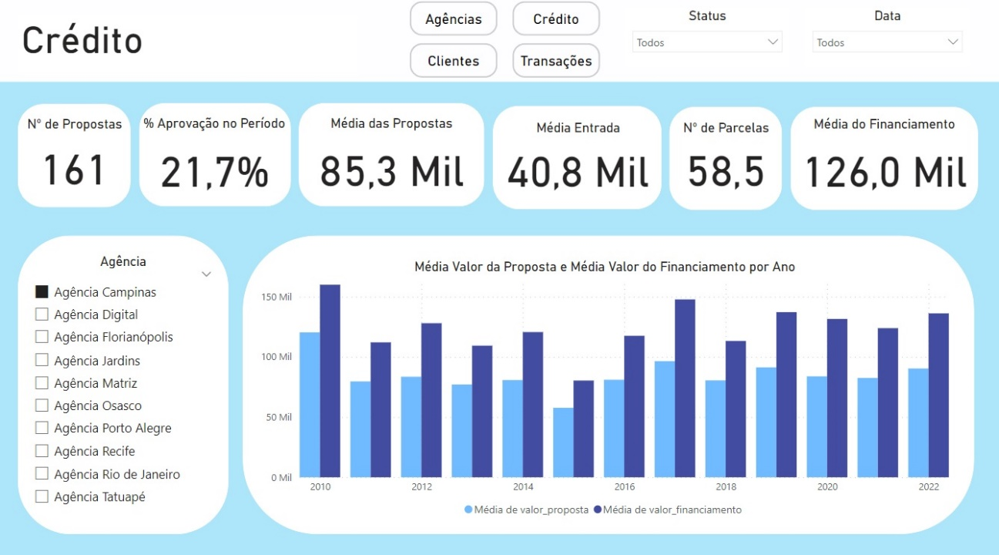 Crédito
Agências
Crédito
Clientes
Transações
Status
Todos
Data
Todos
Nº de Propostas
161
% Aprovação no Período
21,7%
Média das Propostas
85,3 Mil
Média Entrada
40,8 Mil
Nº de Parcelas
58,5
Média do Financiamento
126,0 Mil
Agência
Agência Campinas
Agência Digital
Agência Florianópolis
Agência Jardins
Agência Matriz
Agência Osasco
Agência Porto Alegre
Agência Recife
Agência Rio de Janeiro
Agência Tatuapé
Média Valor da Proposta e Média Valor do Financiamento por Ano
150 Mil
100 Mil
50 Mil
0 Mil
2010 2012 2014 2016 2018 2020 2022
Média de valor_proposta Média de valor_financiamento